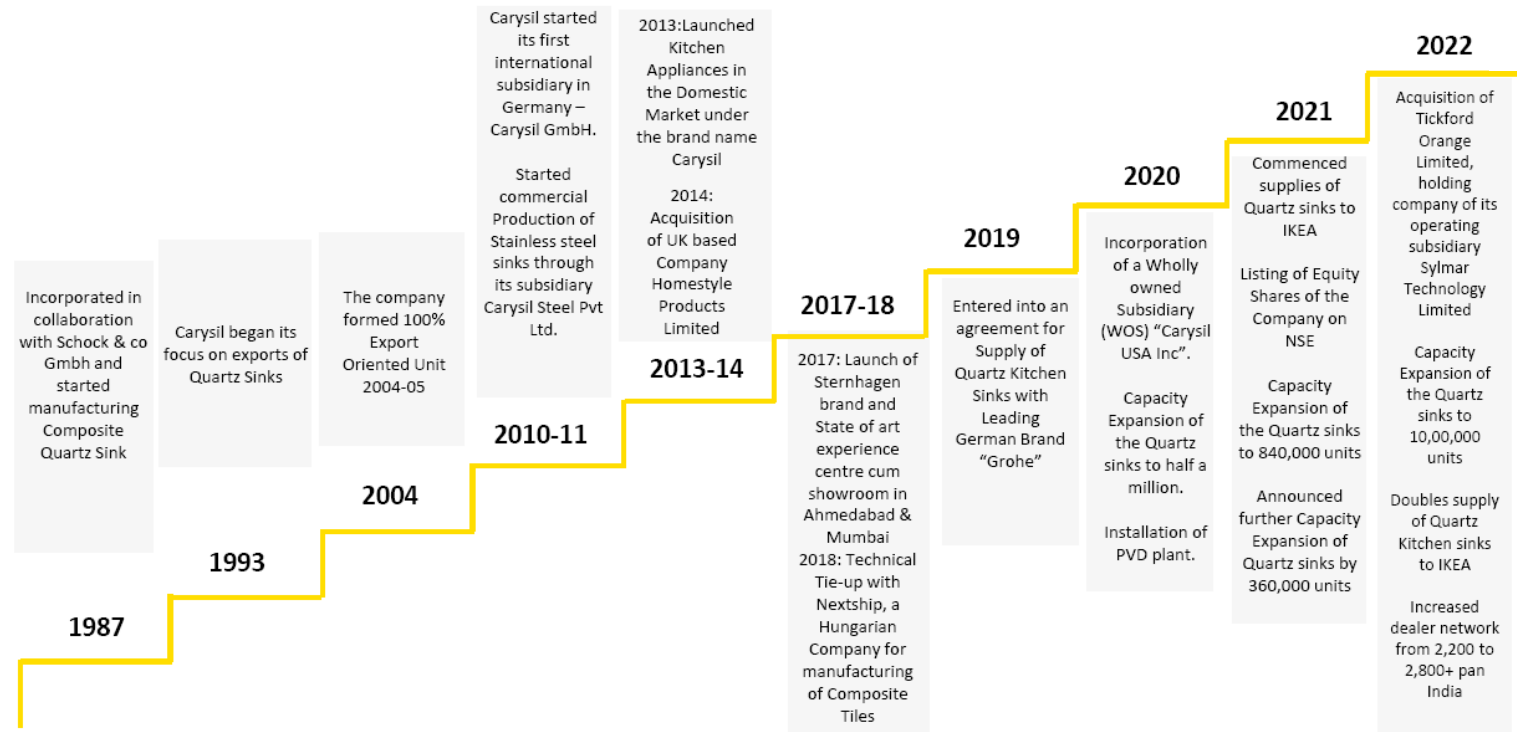 1987
Incorporated in
collaboration
with Schock & co
Gmbh and
started
manufacturing
Composite
Quartz Sink
1993
Carysil began its
focus on exports of
Quartz Sinks
2004
The company
formed 100%
Export
Oriented Unit
2004-05
2010-11
Carysil started
its first
international
subsidiary in
Germany –
Carysil GmbH.
Started
commercial
Production of
Stainless steel
sinks through
its subsidiary
Carysil Steel Pvt
Ltd.
2013-14
2013:Launched
Kitchen
Appliances in
the Domestic
Market under
the brand name
Carysil
2014:
Acquisition
of UK based
Company
Homestyle
Products
Limited
2017-18
2017: Launch of
Sternhagen
brand and
State of art
experience
centre cum
showroom in
Ahmedabad &
Mumbai
2018: Technical
Tie-up with
Nextship, a
Hungarian
Company for
manufacturing
of Composite
Tiles
2019
Entered into an
agreement for
Supply of
Quartz Kitchen
Sinks with
Leading
German Brand
“Grohe”
2020
Incorporation
of a Wholly
owned
Subsidiary
(WOS) “Carysil
USA Inc”.
Capacity
Expansion of
the Quartz
sinks to half a
million.
Installation of
PVD plant.
2021
Commenced
supplies of
Quartz sinks to
IKEA
Listing of Equity
Shares of the
Company on
NSE
Capacity
Expansion of
the Quartz sinks
to 840,000 units
Announced
further Capacity
Expansion of
Quartz sinks by
360,000 units
2022
Acquisition of
Tickford
Orange
Limited,
holding
company of its
operating
subsidiary
Sylmar
Technology
Limited
Capacity
Expansion of
the Quartz
sinks to
10,00,000
units
Doubles supply
of Quartz
Kitchen sinks
to IKEA
Increased
dealer network
from 2,200 to
2,800+ pan
India